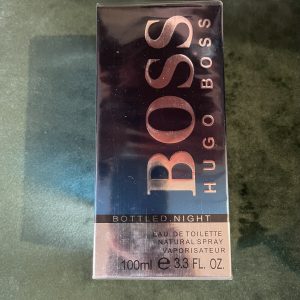 BOSS
HUGO BOSS
BOTTLED.NIGHT
EAU DE TOILETTE
NATURAL SPRAY
VAPORISATEUR
100ml ℮ 3.3 FL. OZ.